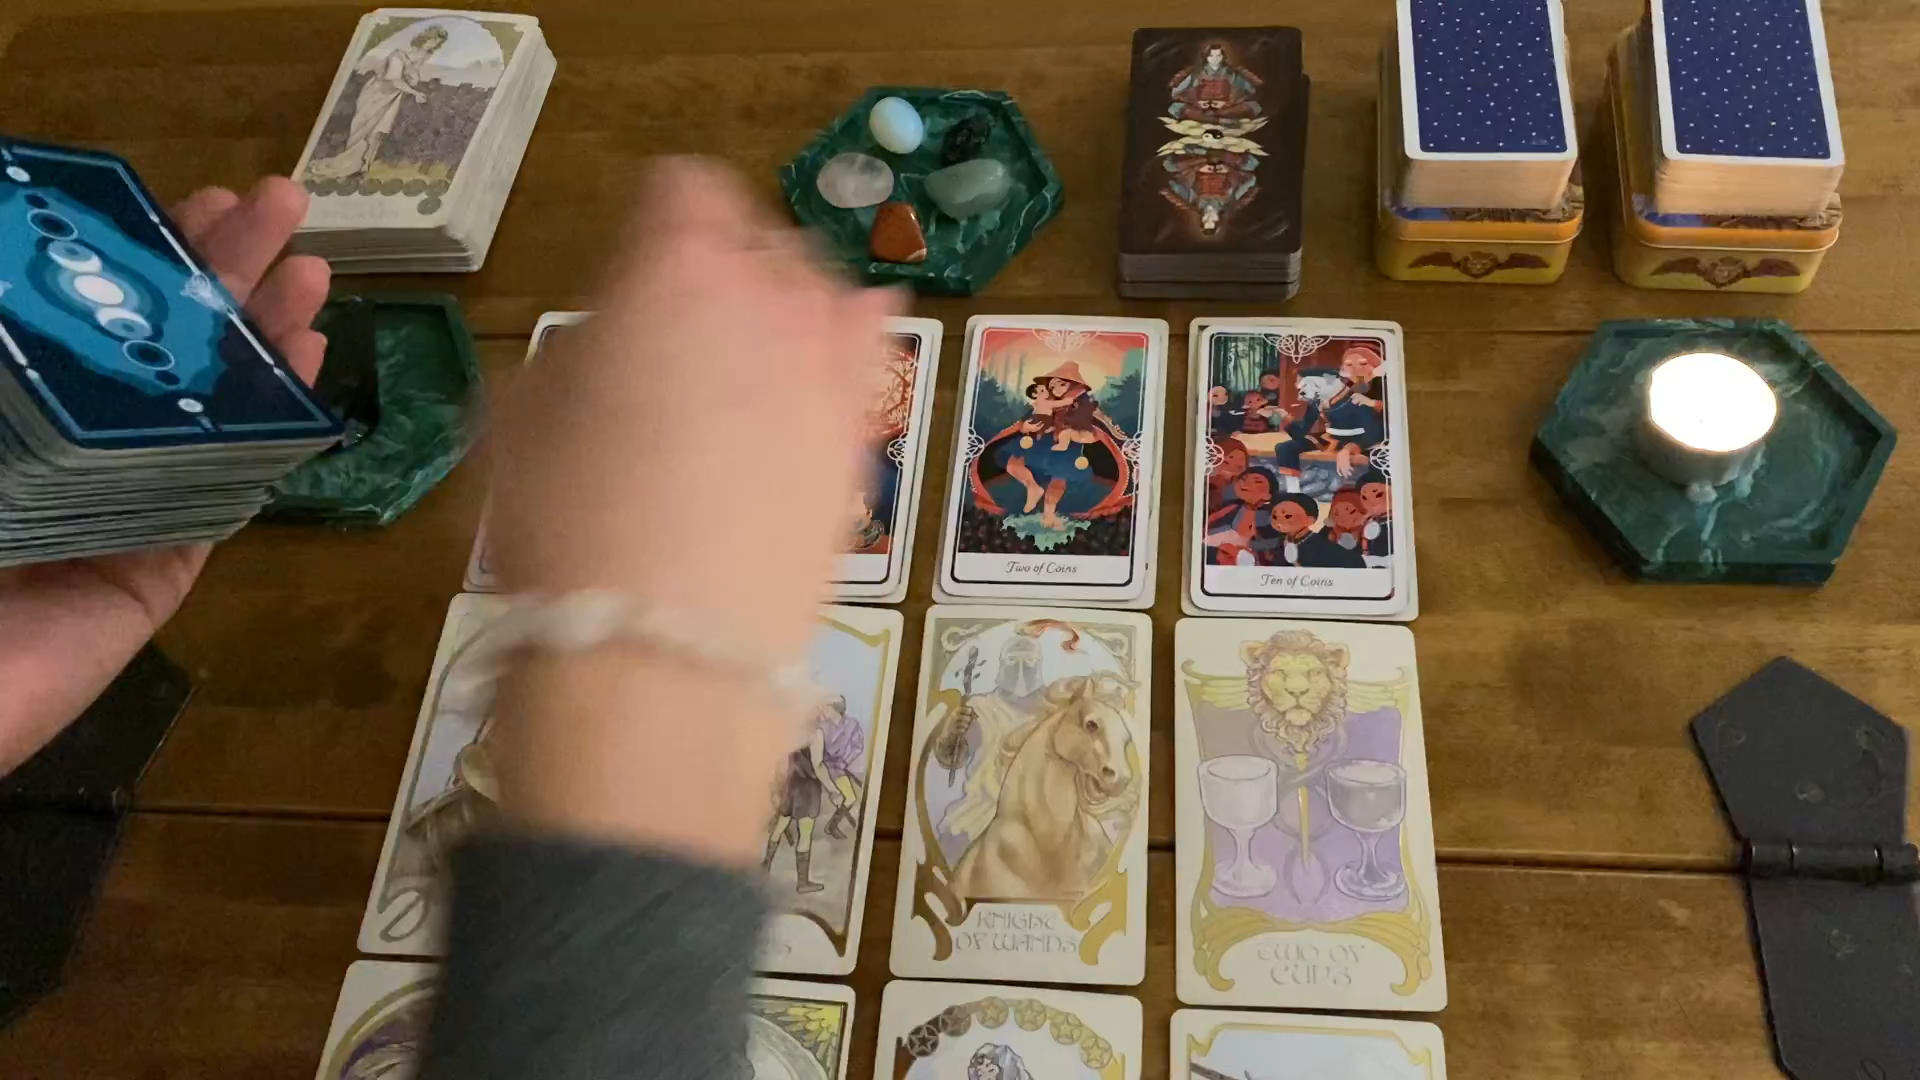 Two of Coins
Ten of Coins
KNIGHT
OF WANDS
TWO OF
CUPS